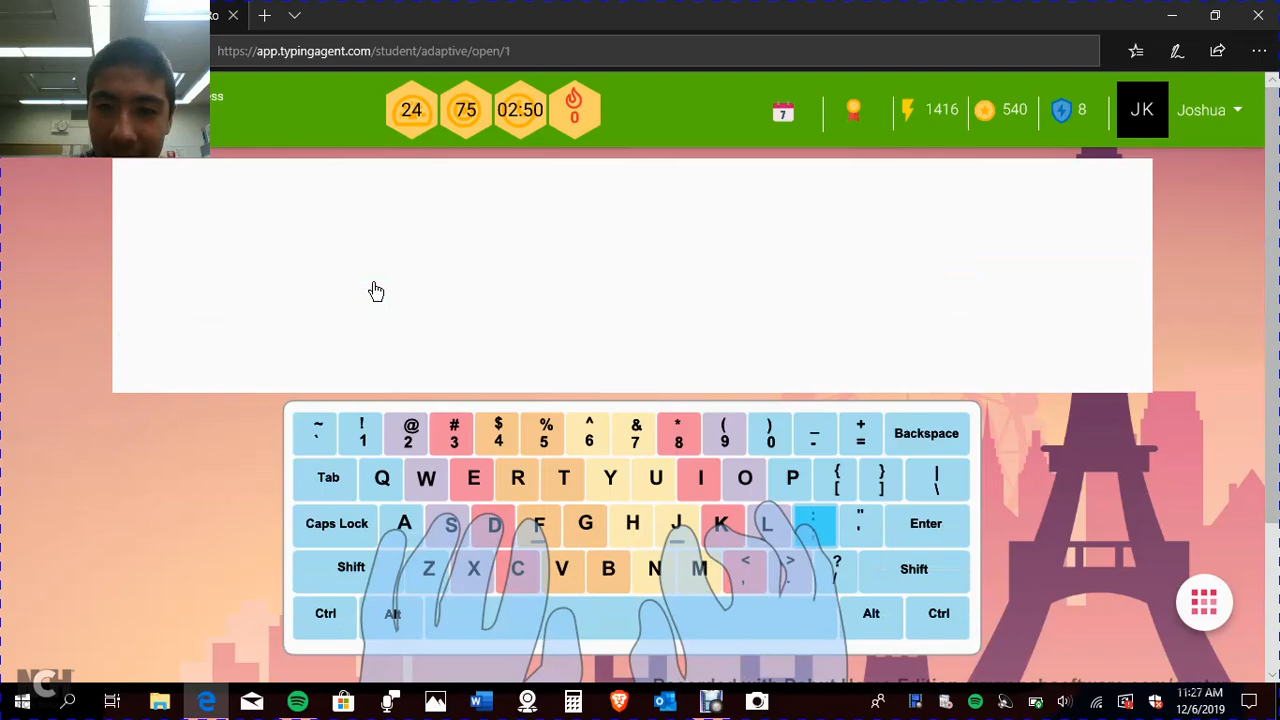 https://app.typingagent.com/student/adaptive/open/1
ess
24 75 02:50 0 7 1416 540 8 JK Joshua
~ ! @ # $ % ^ & * ( ) _ + Backspace
` 1 2 3 4 5 6 7 8 9 0 - =
Tab Q W E R T Y U I O P { } |
[ ] \
Caps Lock A S D F G H J K L : " Enter
'
Shift Z X C V B N M < > ? Shift
, . /
Ctrl Alt Alt Ctrl
NCH
11:27 AM
12/6/2019